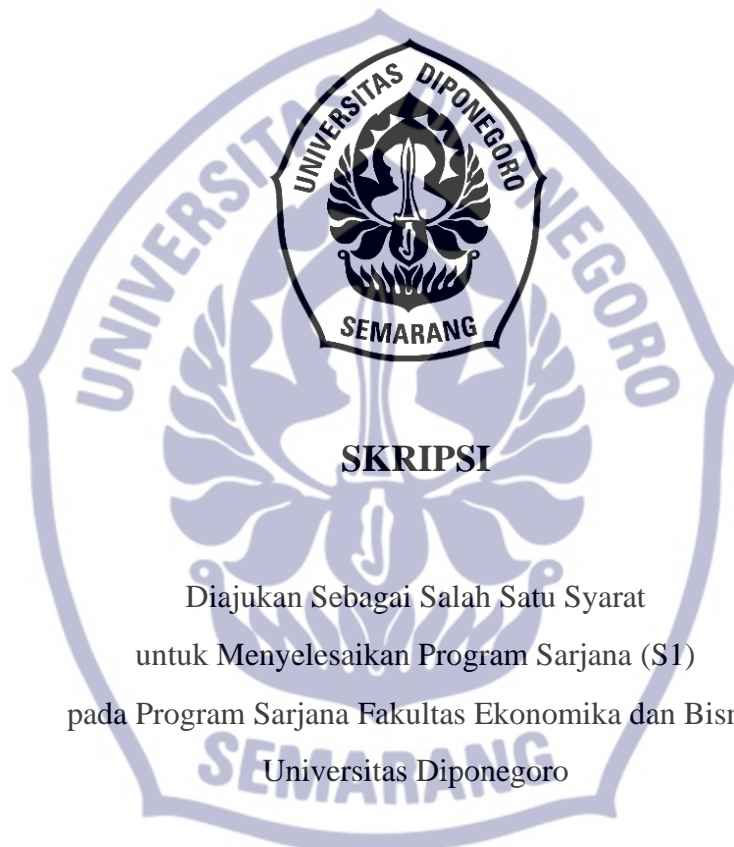 UNIVERSITAS DIPONEGORO
SEMARANG
UNIVERSITAS DIPONEGORO
SEMARANG
SKRIPSI
Diajukan Sebagai Salah Satu Syarat
untuk Menyelesaikan Program Sarjana (S1)
pada Program Sarjana Fakultas Ekonomika dan Bisn
Universitas Diponegoro